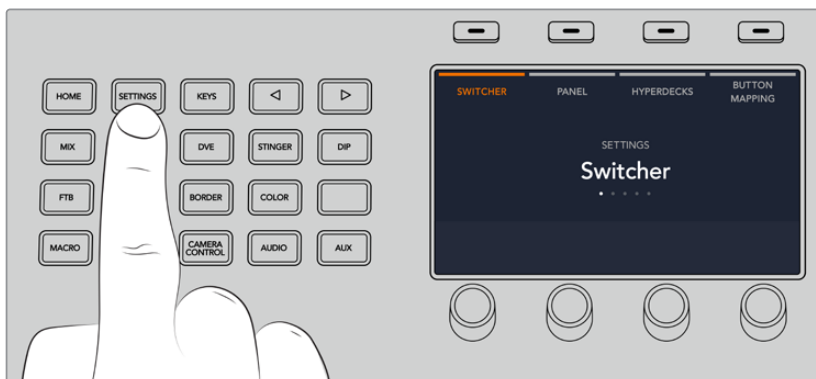 HOME
SETTINGS
KEYS
MIX
DVE
STINGER
DIP
FTB
BORDER
COLOR
MACRO
CAMERA
CONTROL
AUDIO
AUX
SWITCHER
PANEL
HYPERDECKS
BUTTON
MAPPING
SETTINGS
Switcher